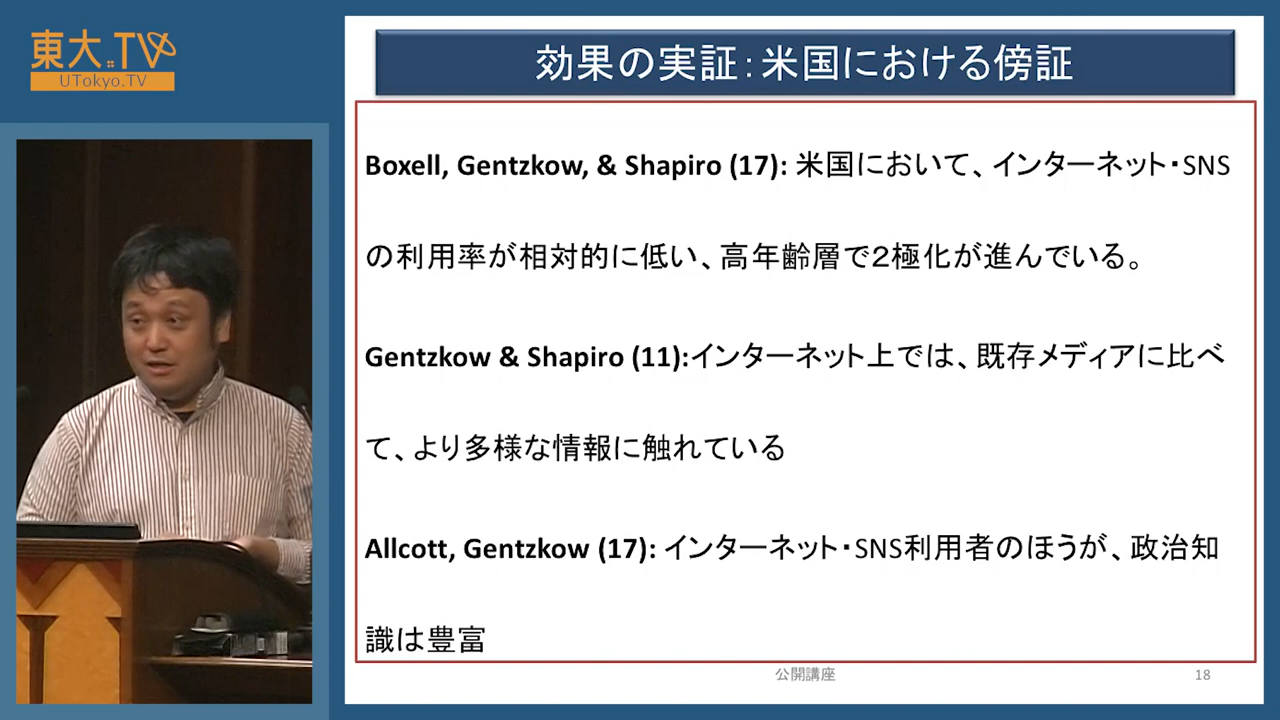 東大.TV
UTokyo.TV
効果の実証：米国における傍証
Boxell, Gentzkow, & Shapiro (17): 米国において、インターネット・SNS
の利用率が相対的に低い、高年齢層で２極化が進んでいる。
Gentzkow & Shapiro (11):インターネット上では、既存メディアに比べ
て、より多様な情報に触れている
Allcott, Gentzkow (17): インターネット・SNS利用者のほうが、政治知
識は豊富
公開講座
18